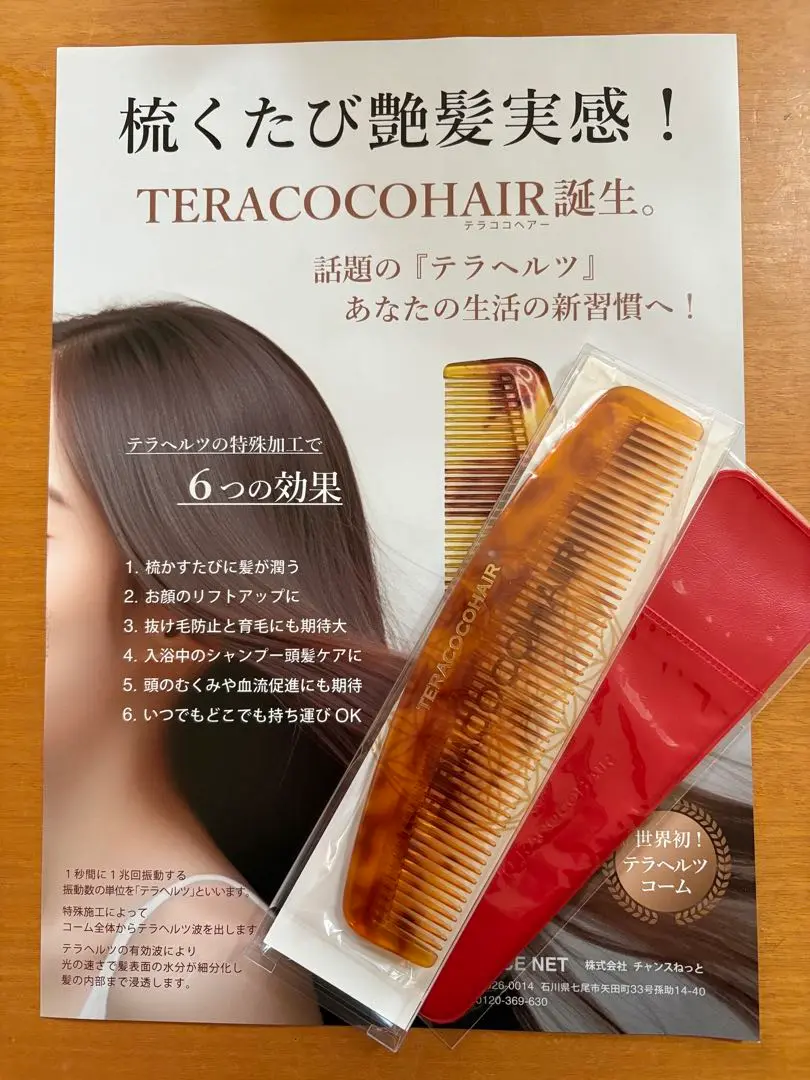 梳くたび艶髪実感！
TERACOCOHAIR誕生。
テラココヘアー
話題の『テラヘルツ』
あなたの生活の新習慣へ！
テラヘルツの特殊加工で
6つの効果
1. 梳かすたびに髪が潤う
2. お顔のリフトアップに
3. 抜け毛防止と育毛にも期待大
4. 入浴中のシャンプー頭髪ケアに
5. 頭のむくみや血流促進にも期待
6. いつでもどこでも持ち運び OK
TERACOCOHAIR
世界初！
テラヘルツ
コーム
1秒間に1兆回振動する
振動数の単位を「テラヘルツ」といいます。
特殊施工によって
コーム全体からテラヘルツ波を出します
テラヘルツの有効波により
光の速さで髪表面の水分が細分化し
髪の内部まで浸透します。
NET 株式会社 チャンスねっと
26-0014 石川県七尾市矢田町33号孫助14-40
0120-369-630